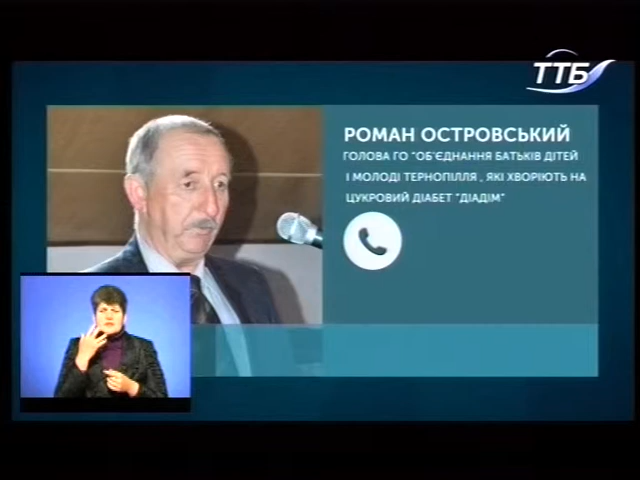 ТТБ
РОМАН ОСТРОВСЬКИЙ
ГОЛОВА ГО "ОБ'ЄДНАННЯ БАТЬКІВ ДІТЕЙ
І МОЛОДІ ТЕРНОПІЛЛЯ , ЯКІ ХВОРІЮТЬ НА
ЦУКРОВИЙ ДІАБЕТ "ДІАДІМ"